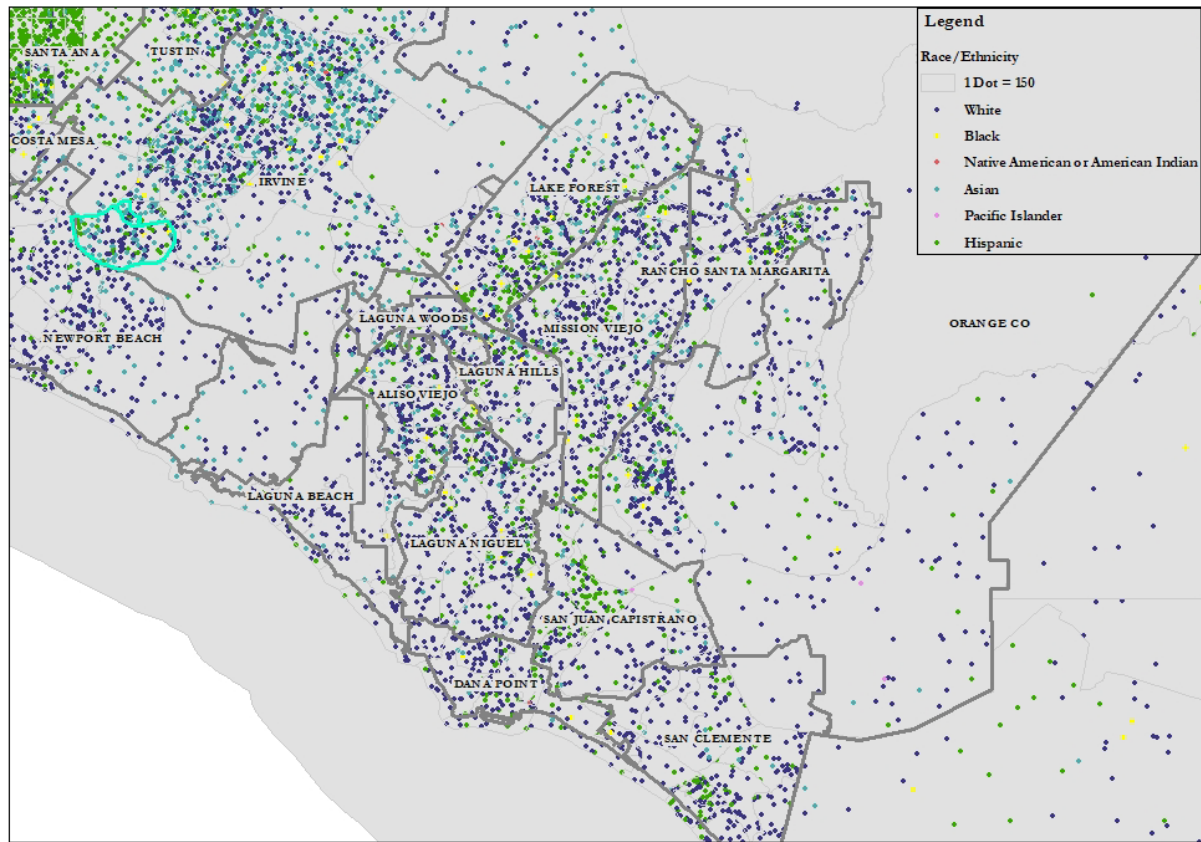 Legend
Race/Ethnicity
1 Dot = 150
White
Black
Native American or American Indian
Asian
Pacific Islander
Hispanic
SANTA ANA
TUSTIN
COSTA MESA
IRVINE
LAKE FOREST
RANCHO SANTA MARGARITA
LAGUNA WOODS
MISSION VIEJO
ORANGE CO
NEWPORT BEACH
LAGUNA HILLS
ALISO VIEJO
LAGUNA BEACH
LAGUNA NIGUEL
SAN JUAN CAPISTRANO
DANA POINT
SAN CLEMENTE